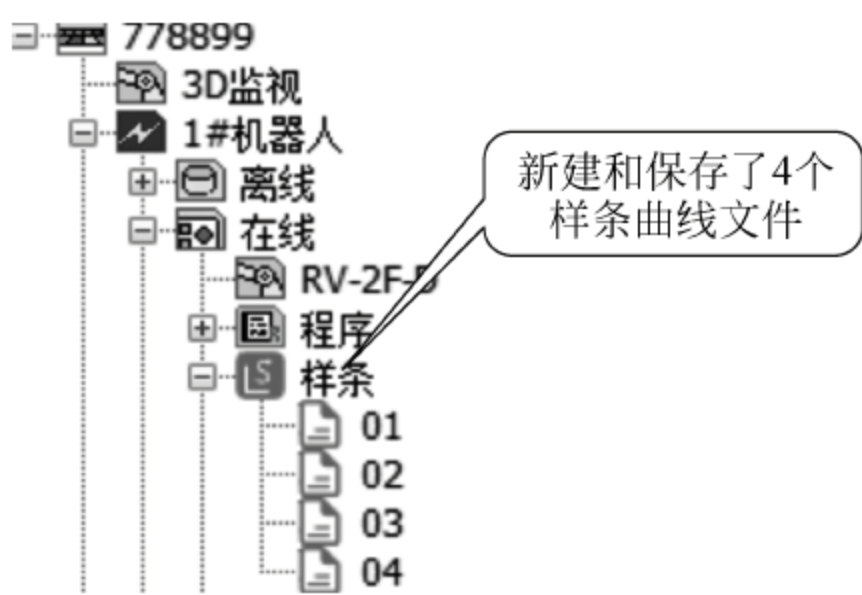 778899
3D监视
1#机器人
离线
在线
RV-2F-D
程序
样条
01
02
03
04
新建和保存了4个
样条曲线文件